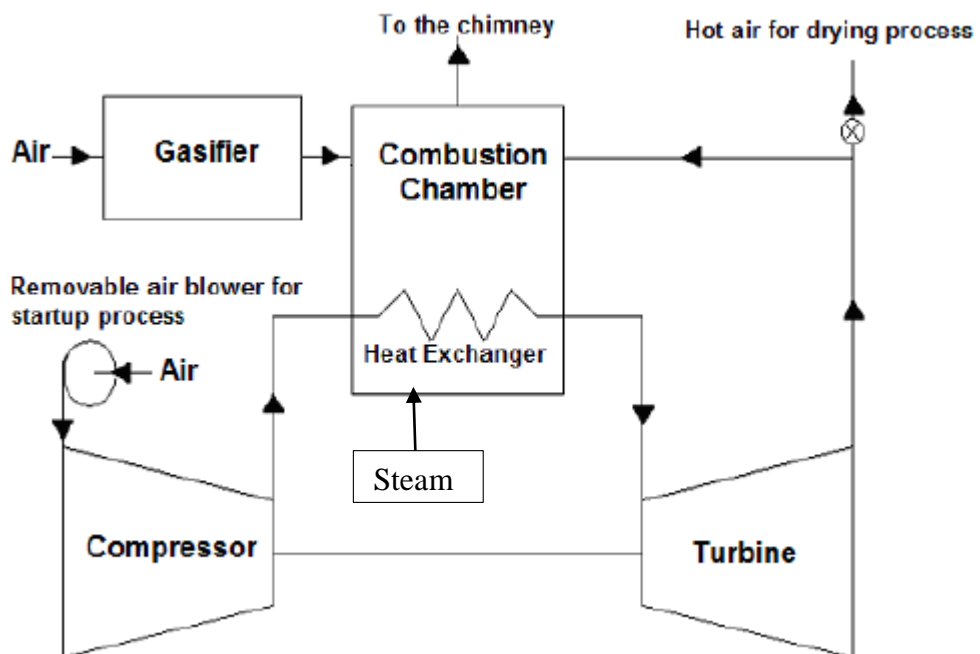 To the chimney
Hot air for drying process
Air
Gasifier
Combustion
Chamber
Removable air blower for
startup process
Air
Heat Exchanger
Steam
Compressor
Turbine